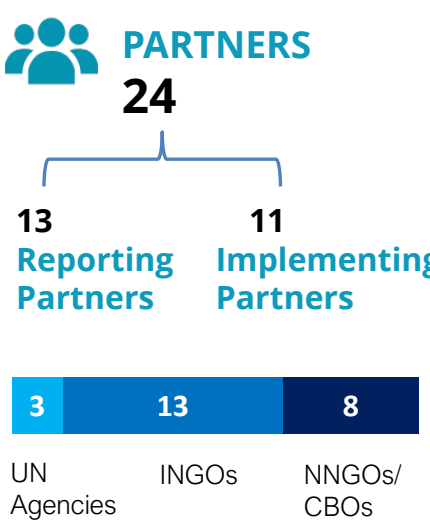 PARTNERS
24
13 11
Reporting Implementing
Partners Partners
3 13 8
UN INGOs NNGOs/
Agencies CBOs